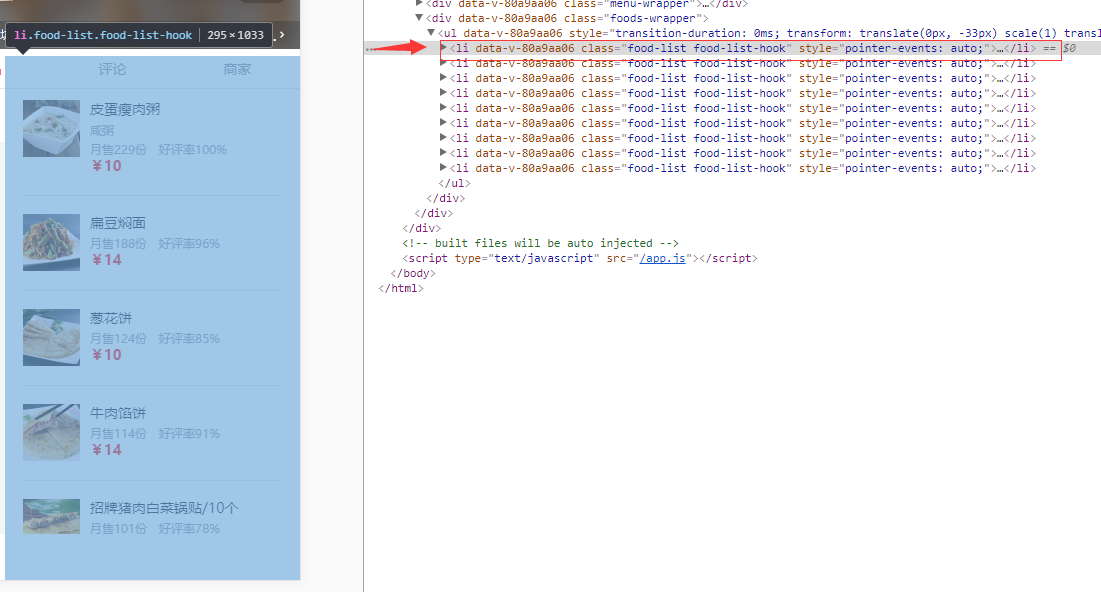 li.food-list.food-list-hook | 295×1033
评论 商家
皮蛋瘦肉粥
咸粥
月售229份 好评率100%
￥10
扁豆焖面
月售188份 好评率96%
￥14
葱花饼
月售124份 好评率85%
￥10
牛肉馅饼
月售114份 好评率91%
￥14
招牌猪肉白菜锅贴/10个
月售101份 好评率78%
▶<div data-v-80a9aa06 class="menu-wrapper">…</div>
▼<div data-v-80a9aa06 class="foods-wrapper">
▼<ul data-v-80a9aa06 style="transition-duration: 0ms; transform: translate(0px, -33px) scale(1) transl
…▶<li data-v-80a9aa06 class="food-list food-list-hook" style="pointer-events: auto;">…</li> == $0
▶<li data-v-80a9aa06 class="food-list food-list-hook" style="pointer-events: auto;">…</li>
▶<li data-v-80a9aa06 class="food-list food-list-hook" style="pointer-events: auto;">…</li>
▶<li data-v-80a9aa06 class="food-list food-list-hook" style="pointer-events: auto;">…</li>
▶<li data-v-80a9aa06 class="food-list food-list-hook" style="pointer-events: auto;">…</li>
▶<li data-v-80a9aa06 class="food-list food-list-hook" style="pointer-events: auto;">…</li>
▶<li data-v-80a9aa06 class="food-list food-list-hook" style="pointer-events: auto;">…</li>
▶<li data-v-80a9aa06 class="food-list food-list-hook" style="pointer-events: auto;">…</li>
▶<li data-v-80a9aa06 class="food-list food-list-hook" style="pointer-events: auto;">…</li>
</ul>
</div>
</div>
</div>
<!-- built files will be auto injected -->
<script type="text/javascript" src="/app.js"></script>
</body>
</html>